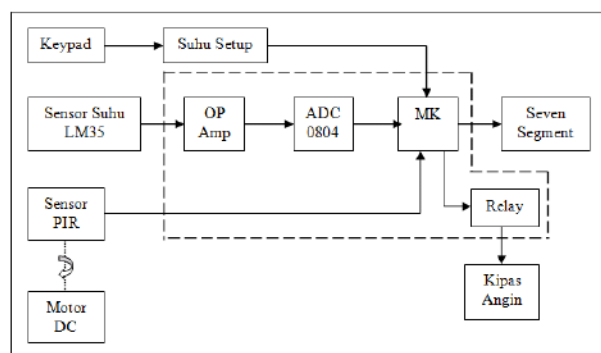 Keypad
Suhu Setup
Sensor Suhu
LM35
OP
Amp
ADC
0804
MK
Seven
Segment
Sensor
PIR
Relay
Motor
DC
Kipas
Angin